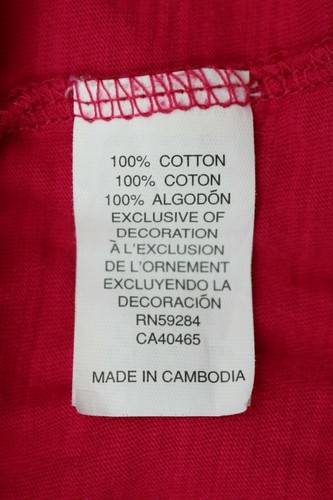 100% COTTON
100% COTON
100% ALGODÓN
EXCLUSIVE OF
DECORATION
À L'EXCLUSION
DE L'ORNEMENT
EXCLUYENDO LA
DECORACIÓN
RN59284
CA40465
MADE IN CAMBODIA